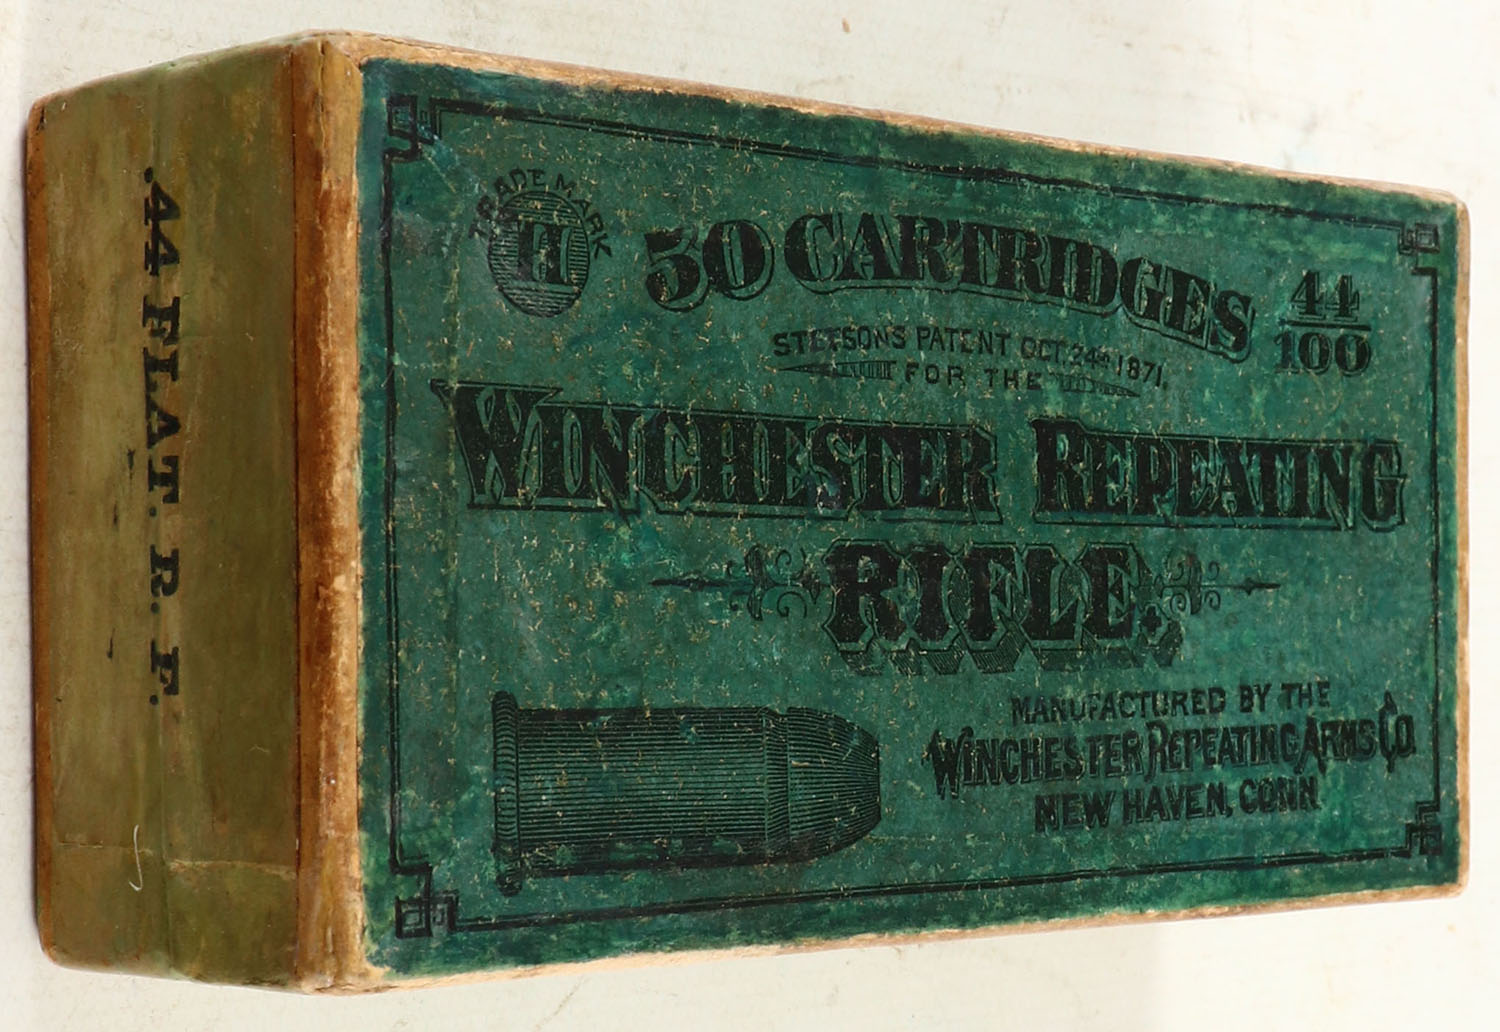 .44 FLAT. R. F.
TRADE MARK
H
50 CARTRIDGES 44/100
STETSONS PATENT OCT. 24th 1871.
FOR THE
WINCHESTER REPEATING
RIFLE.
MANUFACTURED BY THE
WINCHESTER REPEATING ARMS CO.
NEW HAVEN, CONN